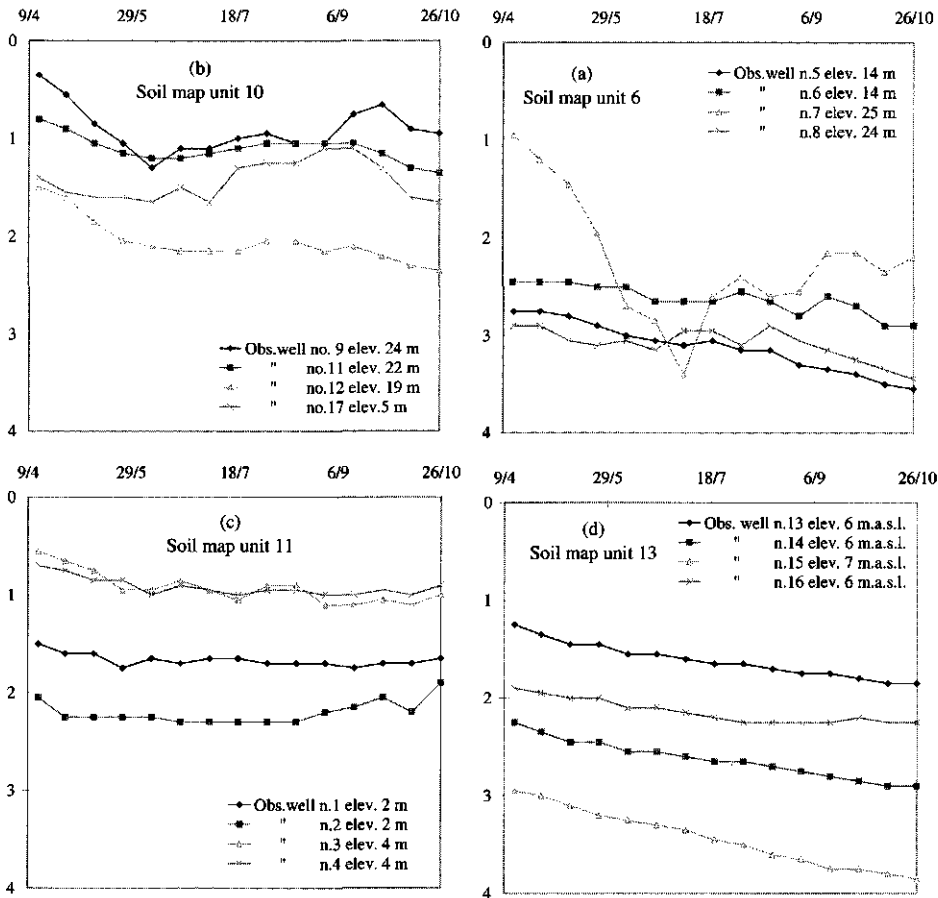 9/4 29/5 18/7 6/9 26/10
0
1
2
3
4
(b)
Soil map unit 10
Obs.well no. 9 elev. 24 m
" no.11 elev. 22 m
" no.12 elev. 19 m
" no.17 elev.5 m
9/4 29/5 18/7 6/9 26/10
0
1
2
3
4
(a)
Soil map unit 6
Obs.well n.5 elev. 14 m
" n.6 elev. 14 m
" n.7 elev. 25 m
" n.8 elev. 24 m
9/4 29/5 18/7 6/9 26/10
0
1
2
3
4
(c)
Soil map unit 11
Obs.well n.1 elev. 2 m
" n.2 elev. 2 m
" n.3 elev. 4 m
" n.4 elev. 4 m
9/4 29/5 18/7 6/9 26/10
0
1
2
3
4
(d)
Soil map unit 13
Obs. well n.13 elev. 6 m.a.s.l.
" n.14 elev. 6 m.a.s.l.
" n.15 elev. 7 m.a.s.l.
" n.16 elev. 6 m.a.s.l.